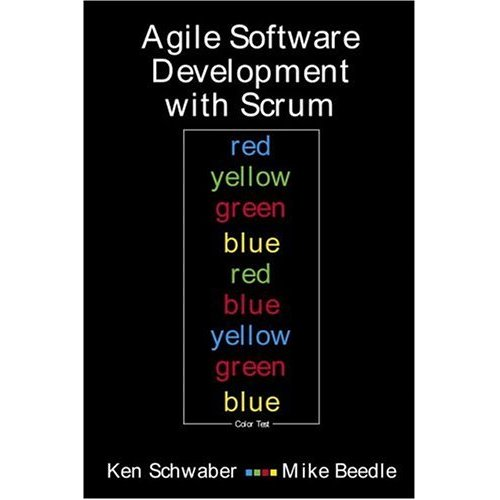 Agile Software
Development
with Scrum
red
yellow
green
blue
red
blue
yellow
green
blue
Color Test
Ken Schwaber Mike Beedle